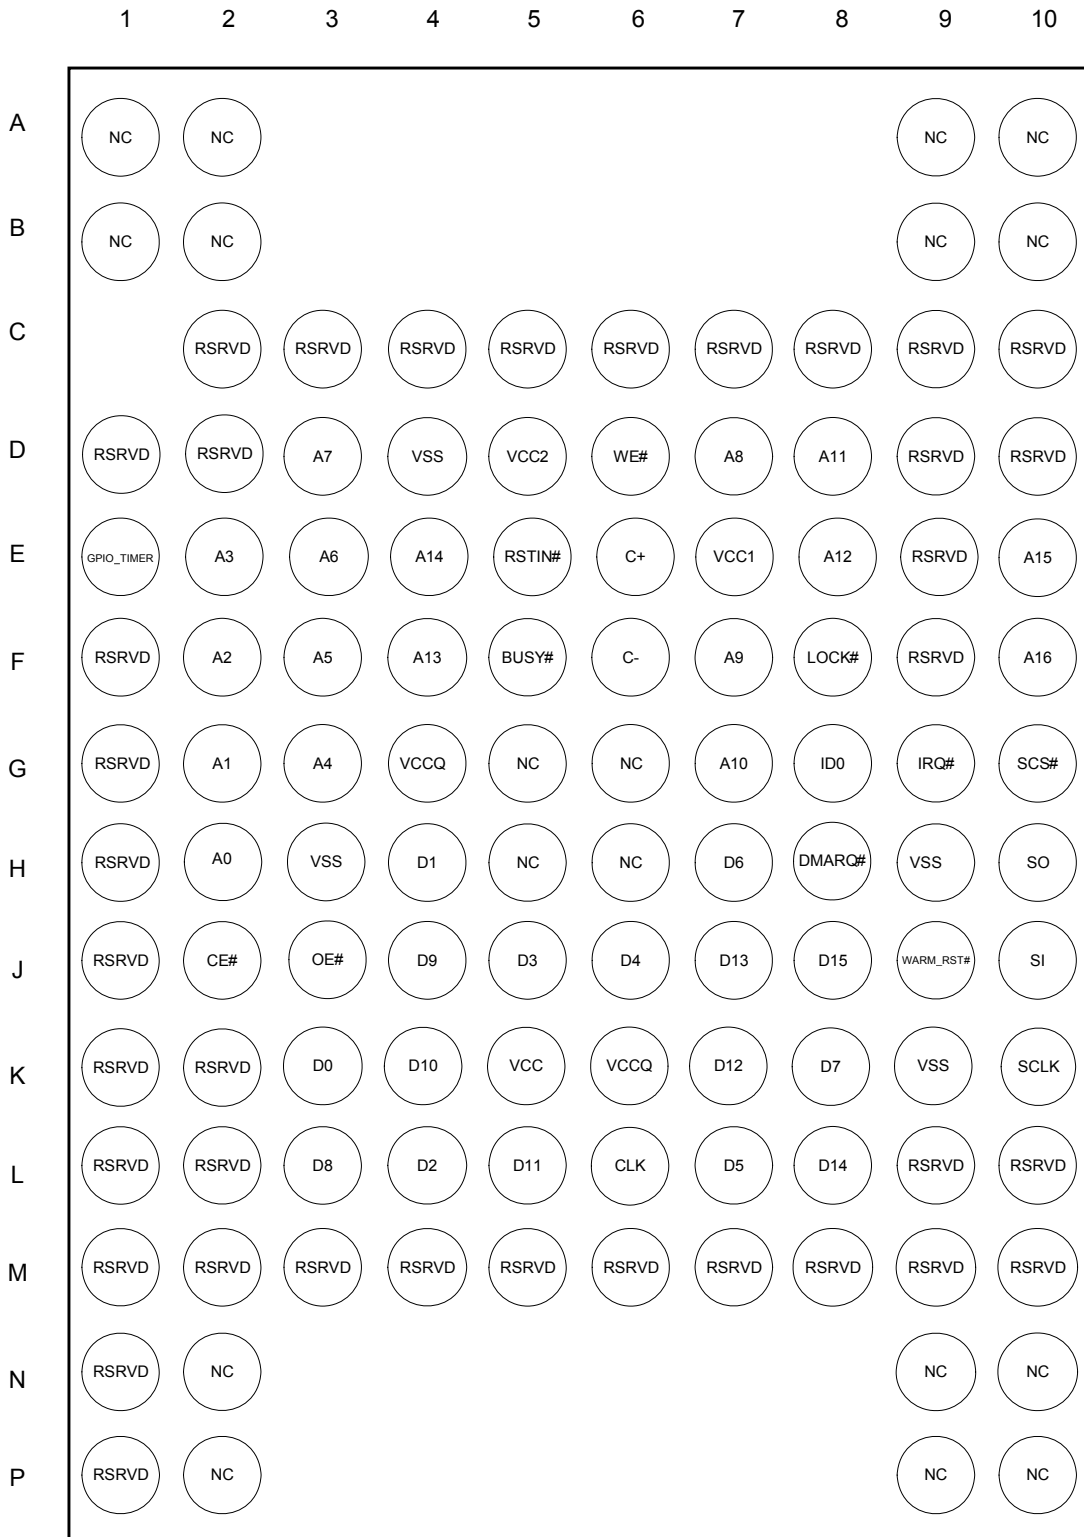 1 2 3 4 5 6 7 8 9 10
A NC NC NC NC
B NC NC NC NC
C RSRVD RSRVD RSRVD RSRVD RSRVD RSRVD RSRVD RSRVD RSRVD
D RSRVD RSRVD A7 VSS VCC2 WE# A8 A11 RSRVD RSRVD
E GPIO_TIMER A3 A6 A14 RSTIN# C+ VCC1 A12 RSRVD A15
F RSRVD A2 A5 A13 BUSY# C- A9 LOCK# RSRVD A16
G RSRVD A1 A4 VCCQ NC NC A10 ID0 IRQ# SCS#
H RSRVD A0 VSS D1 NC NC D6 DMARQ# VSS SO
J RSRVD CE# OE# D9 D3 D4 D13 D15 WARM_RST# SI
K RSRVD RSRVD D0 D10 VCC VCCQ D12 D7 VSS SCLK
L RSRVD RSRVD D8 D2 D11 CLK D5 D14 RSRVD RSRVD
M RSRVD RSRVD RSRVD RSRVD RSRVD RSRVD RSRVD RSRVD RSRVD RSRVD
N RSRVD NC NC NC
P RSRVD NC NC NC